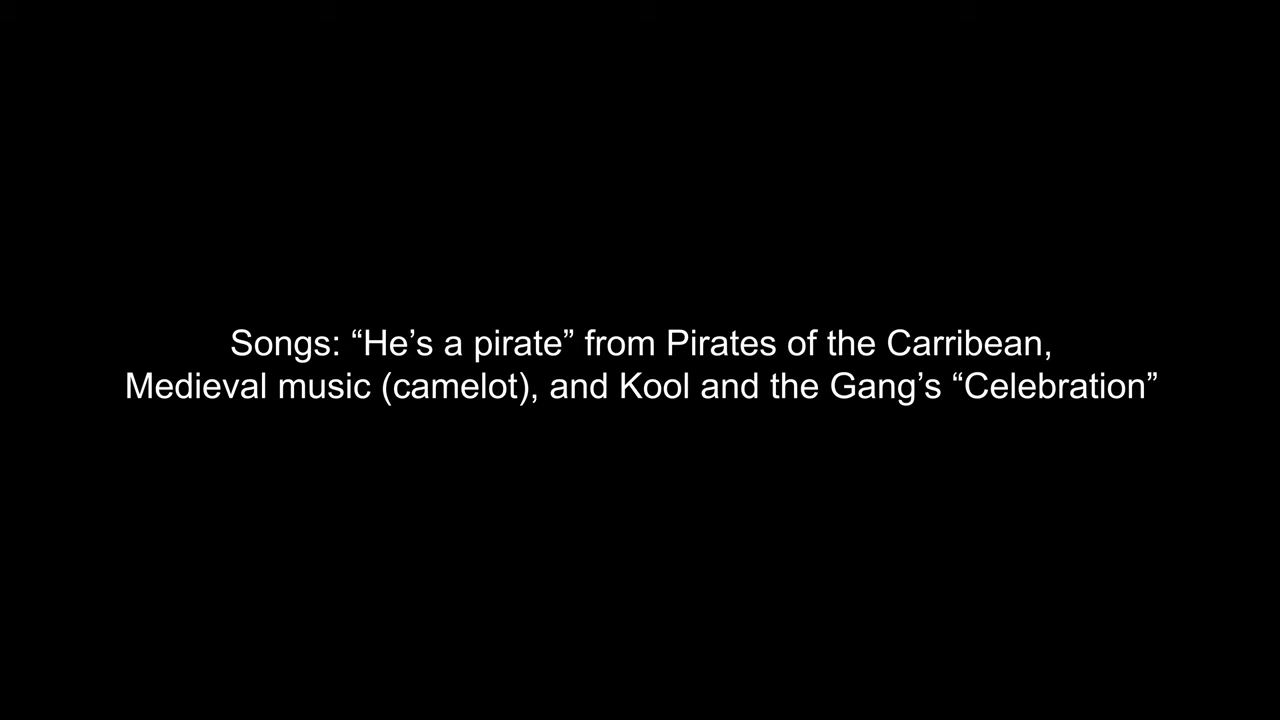 Songs: “He’s a pirate” from Pirates of the Carribean,
Medieval music (camelot), and Kool and the Gang’s “Celebration”